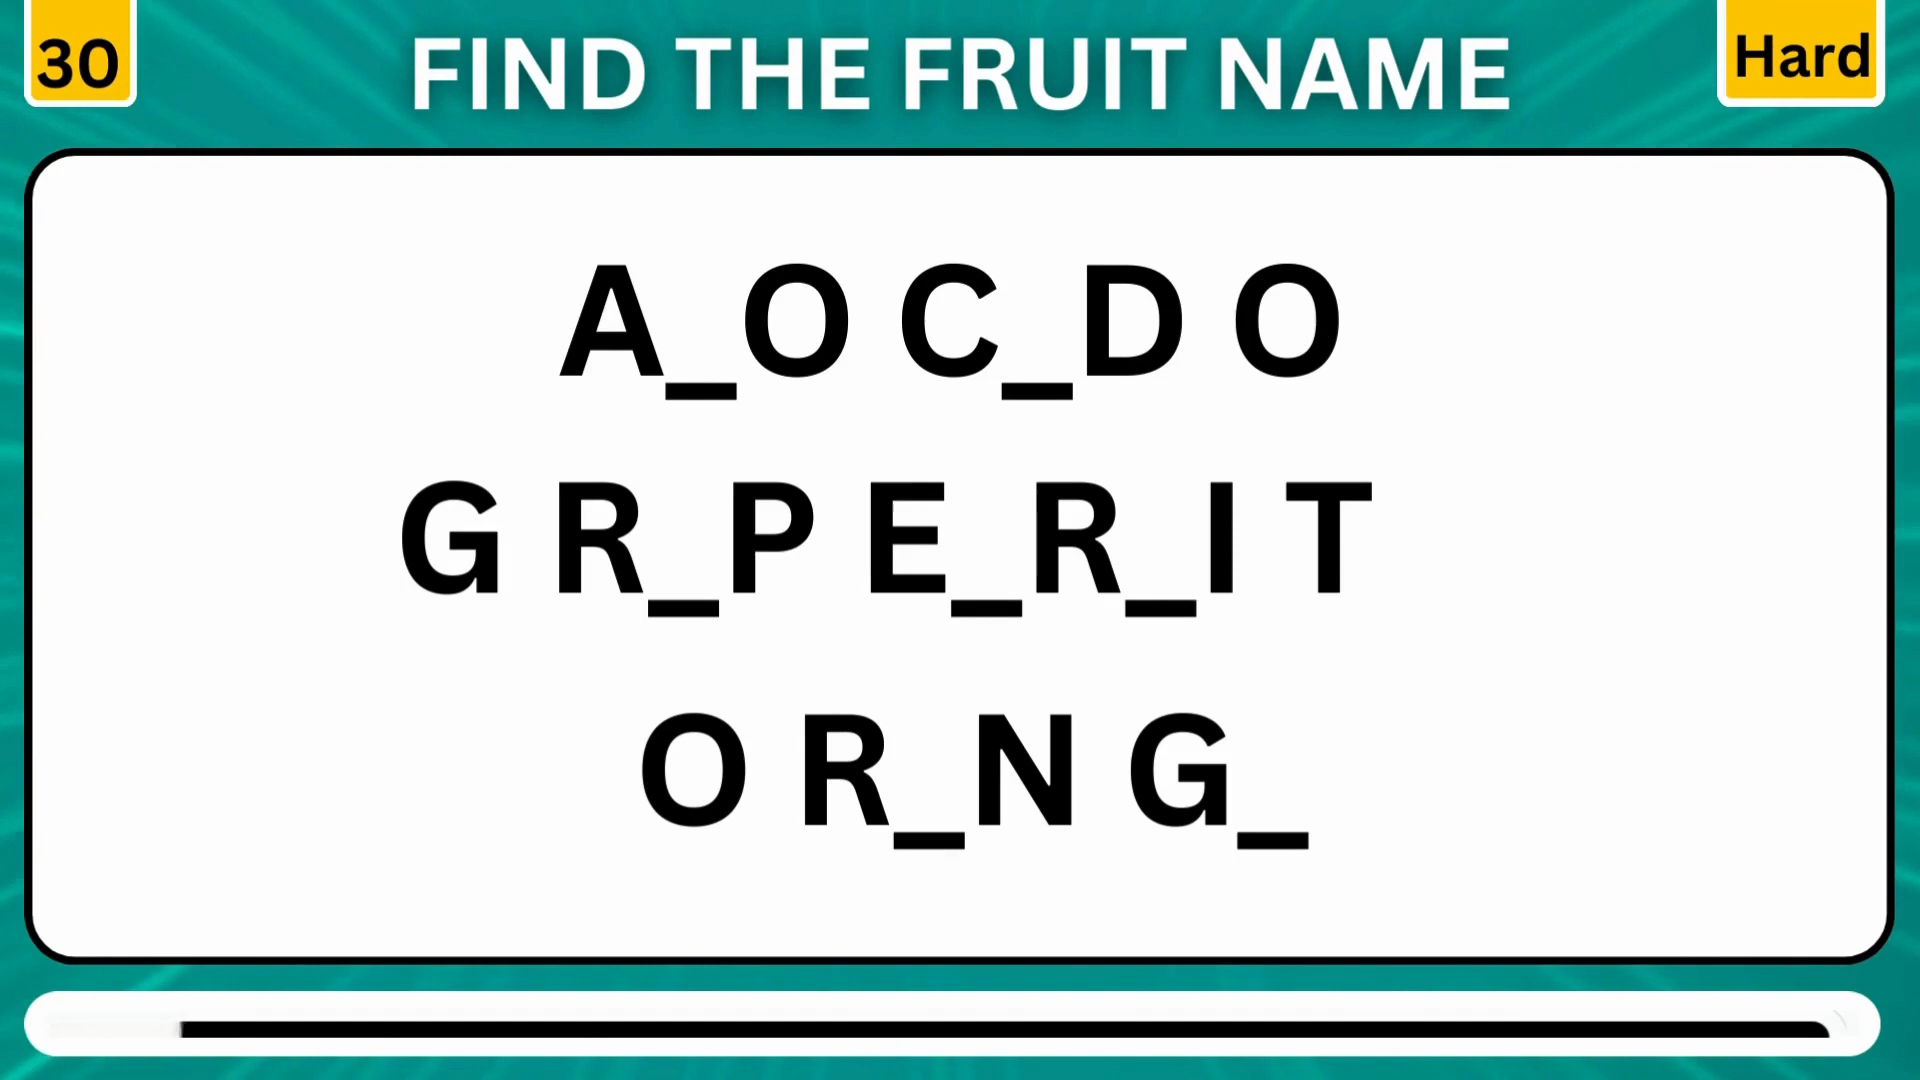 30
FIND THE FRUIT NAME
Hard
A_O C_D O
G R_P E_R_I T
O R_N G_